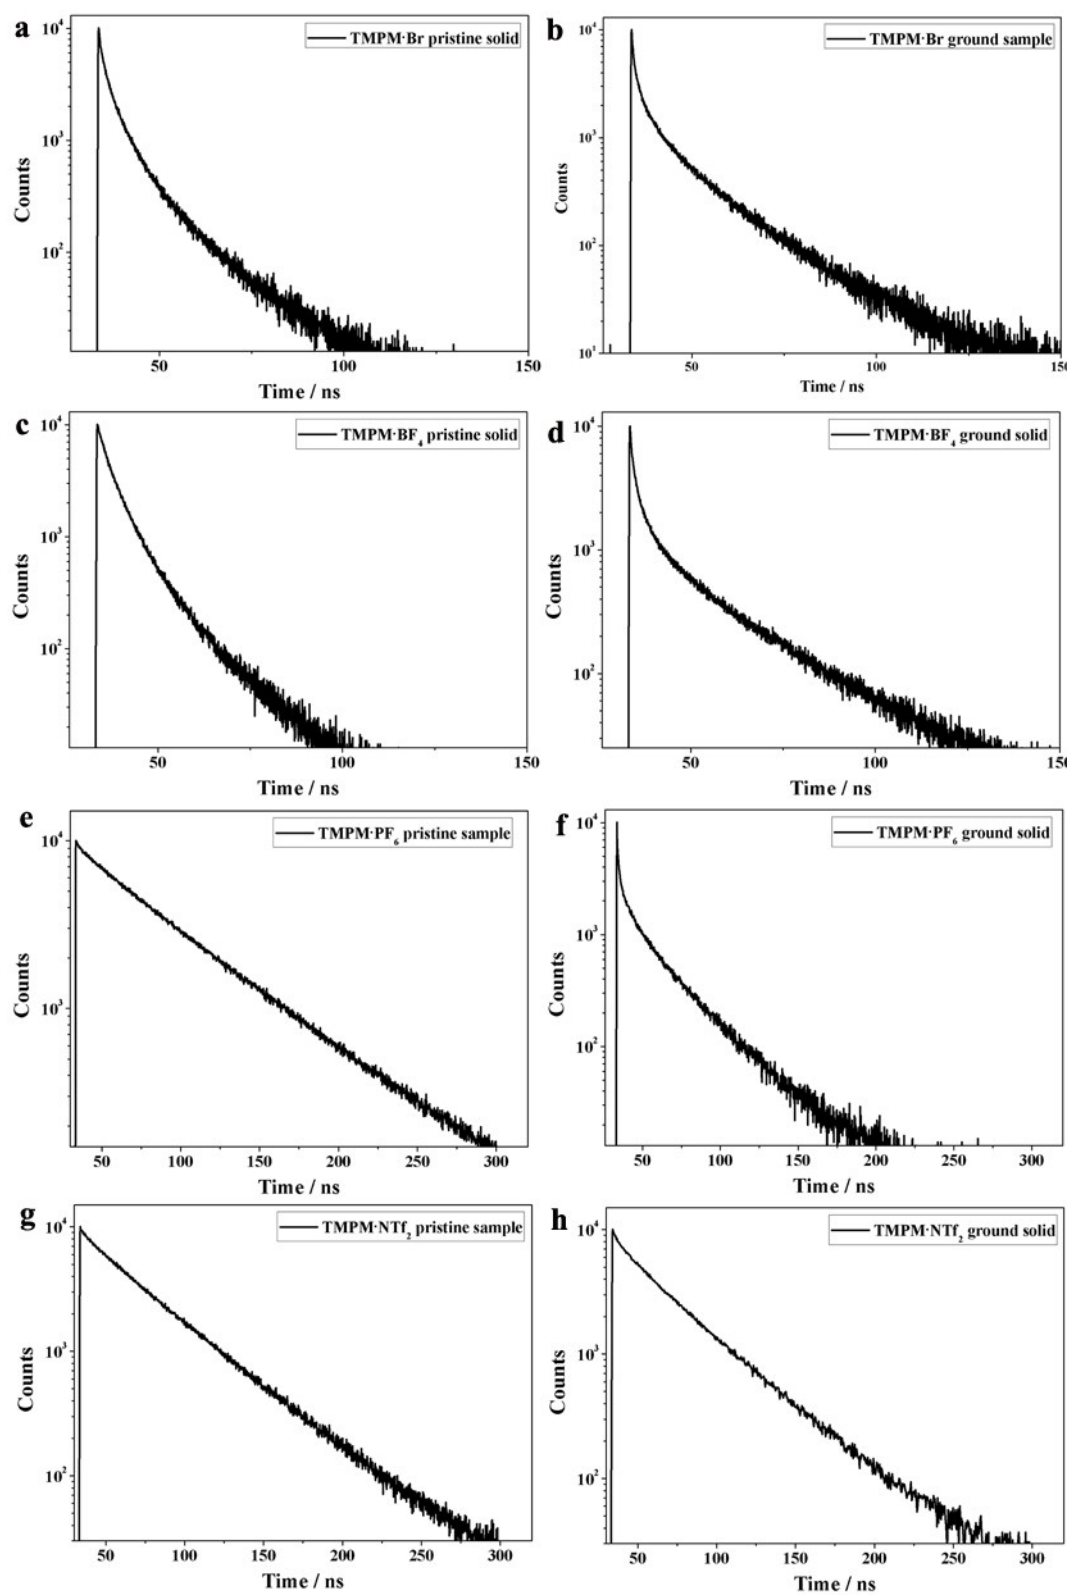 a
TMPM·Br pristine solid
10⁴
10³
10²
Counts
50
100
150
Time / ns
b
TMPM·Br ground sample
10⁴
10³
10²
10¹
Counts
50
100
150
Time / ns
c
TMPM·BF₄ pristine solid
10⁴
10³
10²
Counts
50
100
150
Time / ns
d
TMPM·BF₄ ground solid
10⁴
10³
10²
Counts
50
100
150
Time / ns
e
TMPM·PF₆ pristine sample
10⁴
10³
Counts
50
100
150
200
250
300
Time / ns
f
TMPM·PF₆ ground solid
10⁴
10³
10²
Counts
50
100
150
200
250
300
Time / ns
g
TMPM·NTf₂ pristine sample
10⁴
10³
10²
Counts
50
100
150
200
250
300
Time / ns
h
TMPM·NTf₂ ground solid
10⁴
10³
10²
Counts
50
100
150
200
250
300
Time / ns